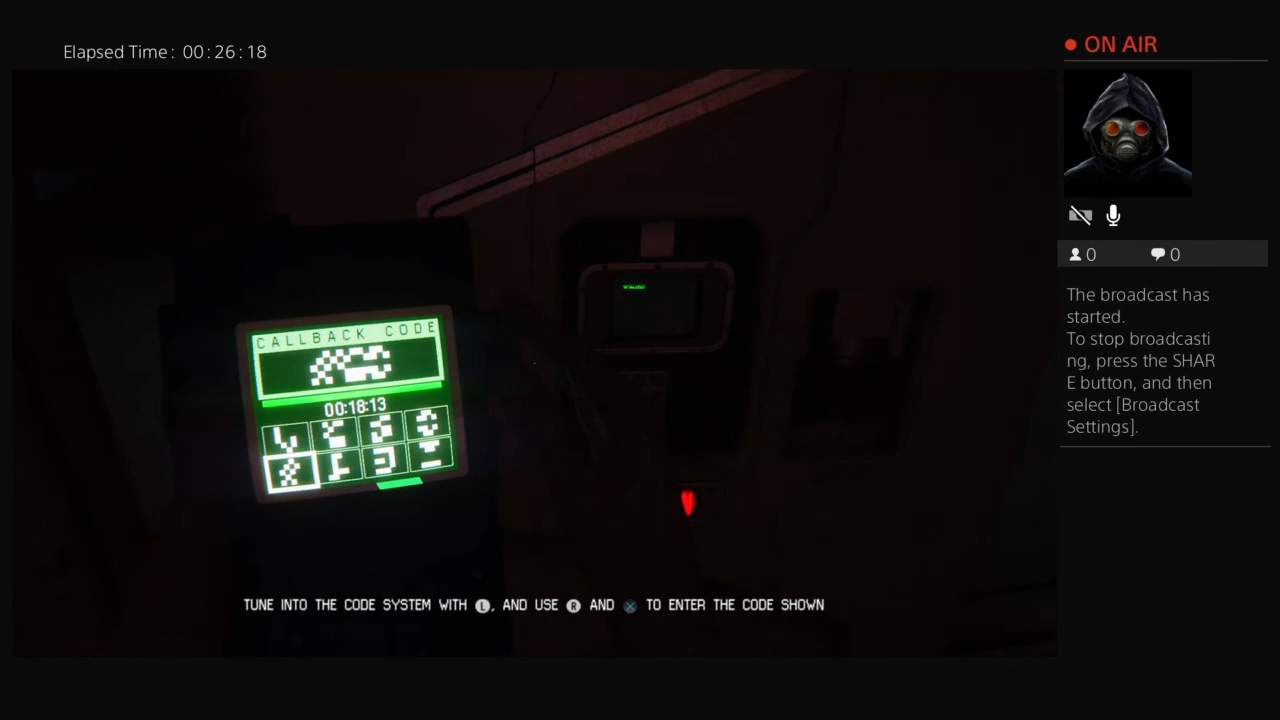 Elapsed Time: 00:26:18
ON AIR
0 0
The broadcast has
started.
To stop broadcasti
ng, press the SHAR
E button, and then
select [Broadcast
Settings].
CALLBACK CODE
00:18:13
TUNE INTO THE CODE SYSTEM WITH L, AND USE R AND X TO ENTER THE CODE SHOWN